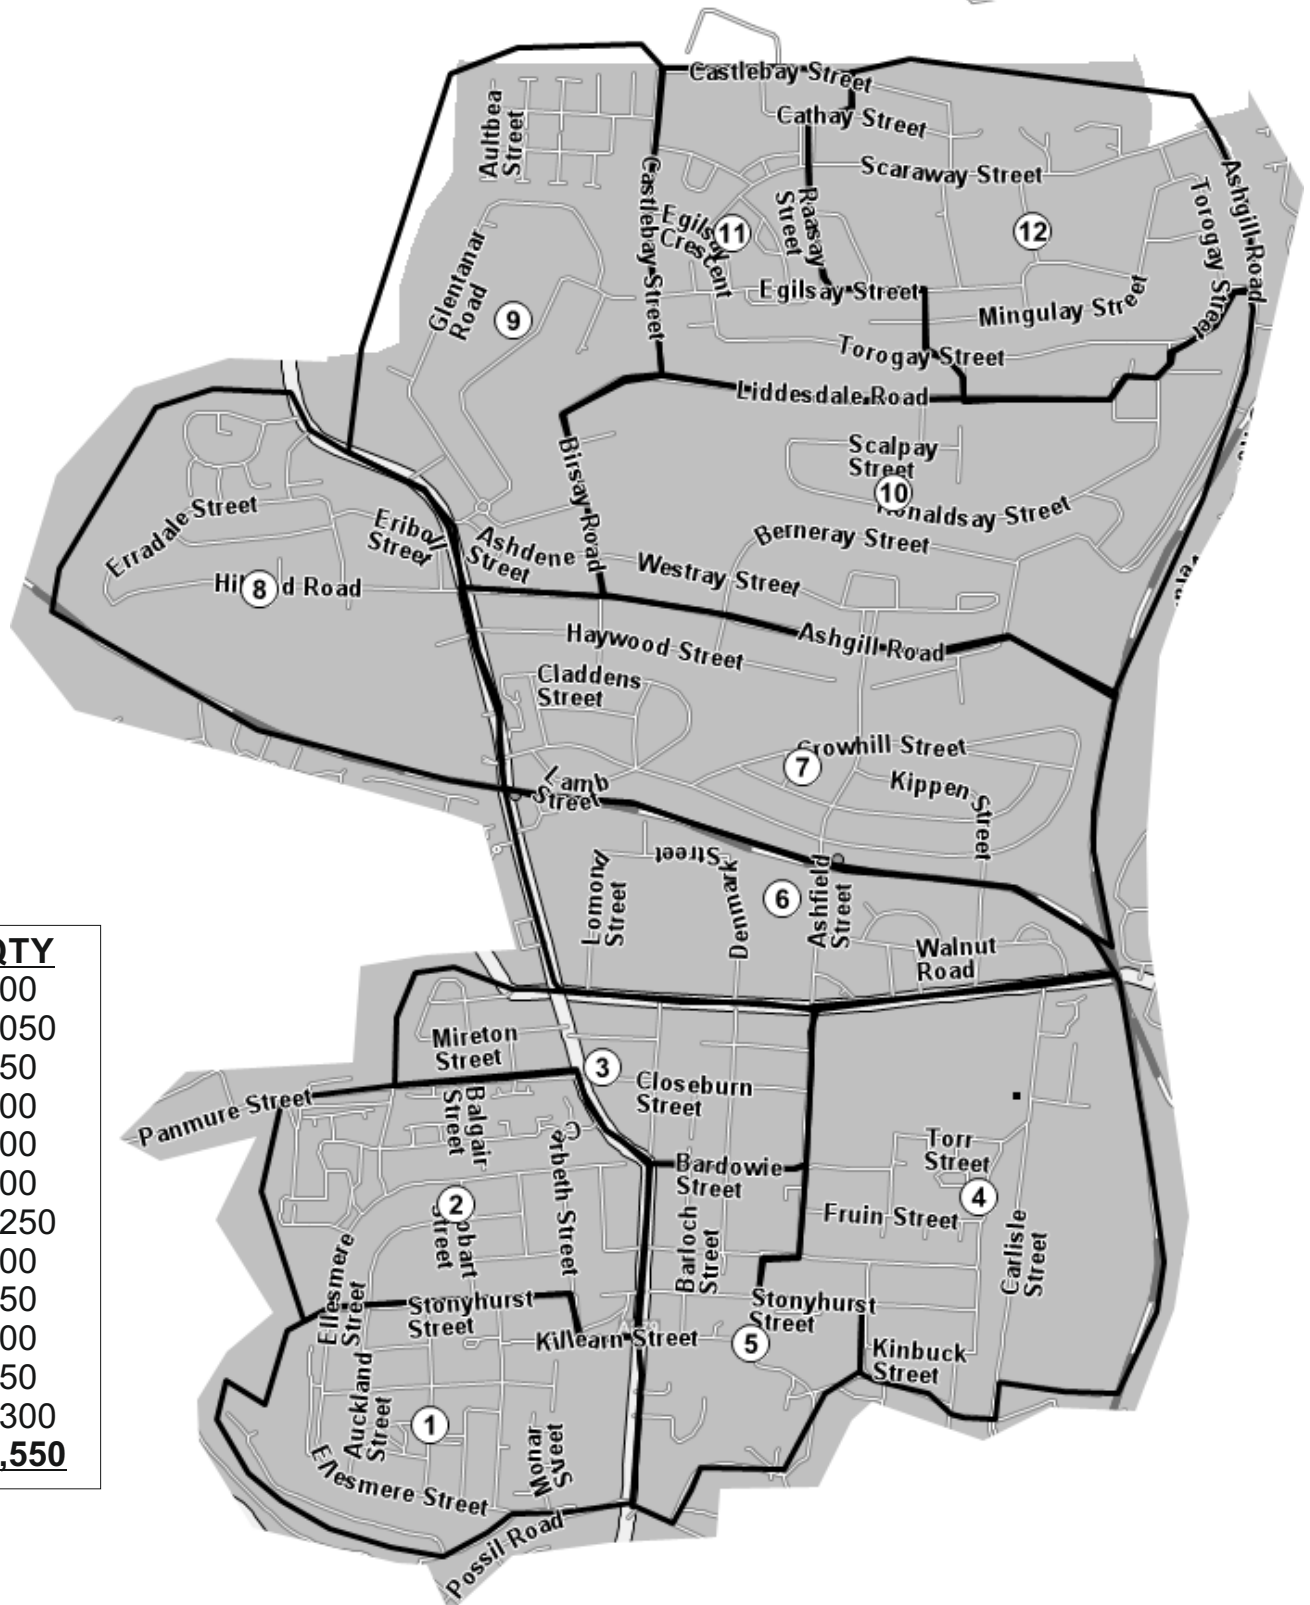 Castlebay Street
Cathay Street
Aultbea
Street
Scaraway Street
Castlebay Street
Ashgill Road
Torogay Street
Raasay
Street
Egilsay
Crescent
11
12
Glentanar
Road
9
Egilsay Street
Mingulay Street
Torogay Street
Liddesdale Road
Birsay Road
Scalpay
Street
10
Erradale Street
Street
Ashdene
Street
Berneray Street
Westray Street
8
Road
Haywood Street
Ashgill Road
Claddens
Street
Crowhill Street
7
Lamb
Street
Kippen Street
Lomond
Street
Street
Denmark
6
Ashfield
Street
Walnut
Road
QTY
00
050
50
00
00
00
250
00
50
00
50
300
,550
Mireton
Street
3
Closeburn
Street
Panmure Street
Balgair
Street
Bardowie
Street
Torr
Street
4
2
Street
Street
Fruin Street
Barloch
Street
Carlisle
Street
Ellesmere
Street
Stonyhurst
Street
Stonyhurst
Street
Killearn Street
5
Kinbuck
Street
Auckland
Street
1
Monar
Street
Ellesmere Street
Possil Road